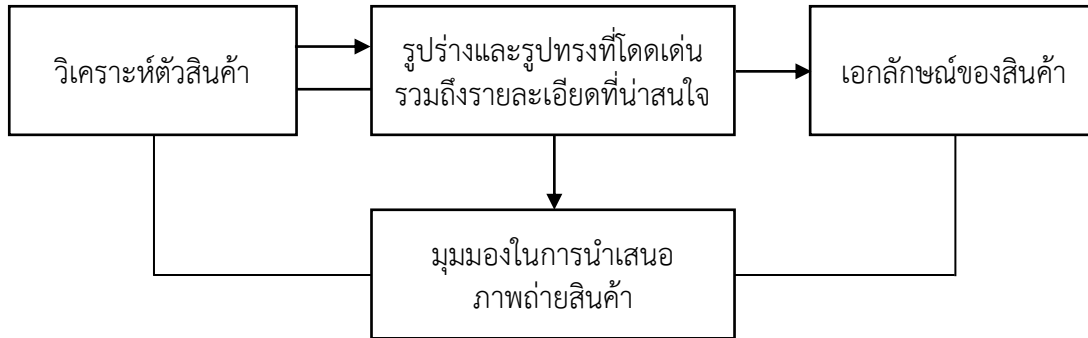 วิเคราะห์ตัวสินค้า
รูปร่างและรูปทรงที่โดดเด่น
รวมถึงรายละเอียดที่น่าสนใจ
เอกลักษณ์ของสินค้า
มุมมองในการนำเสนอ
ภาพถ่ายสินค้า